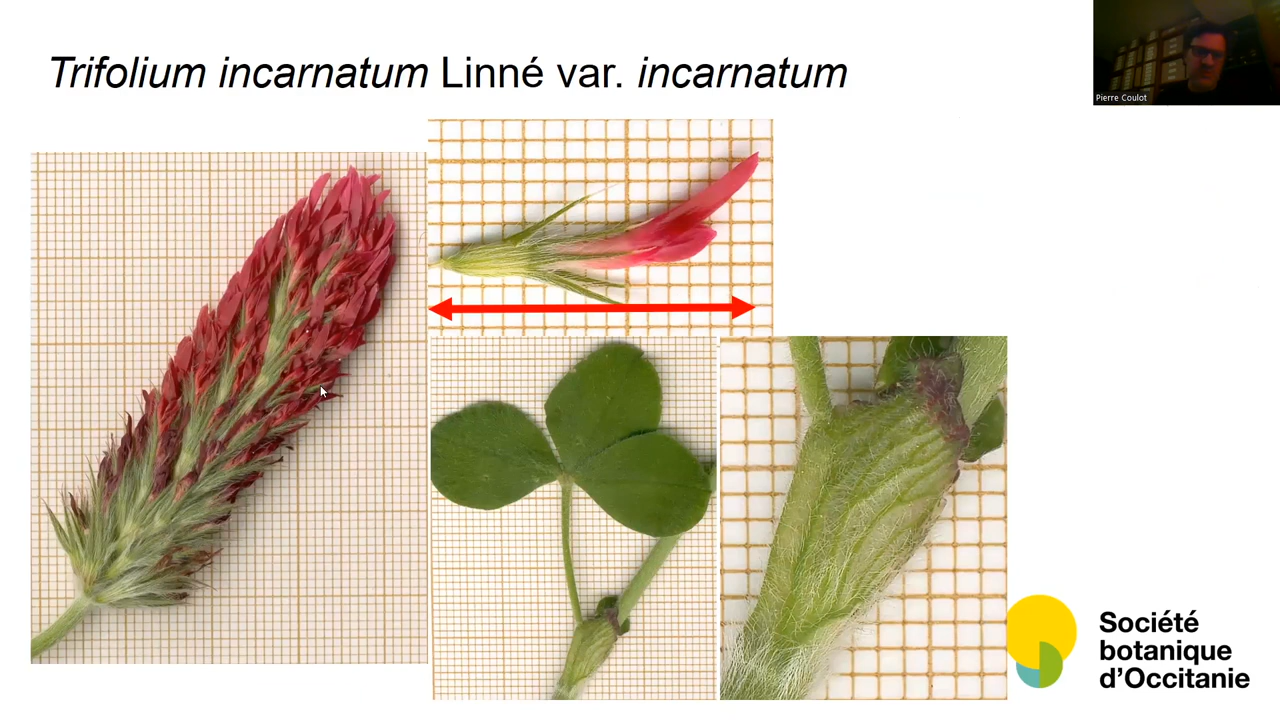 Trifolium incarnatum Linné var. incarnatum
Pierre Coulot
Société
botanique
d'Occitanie